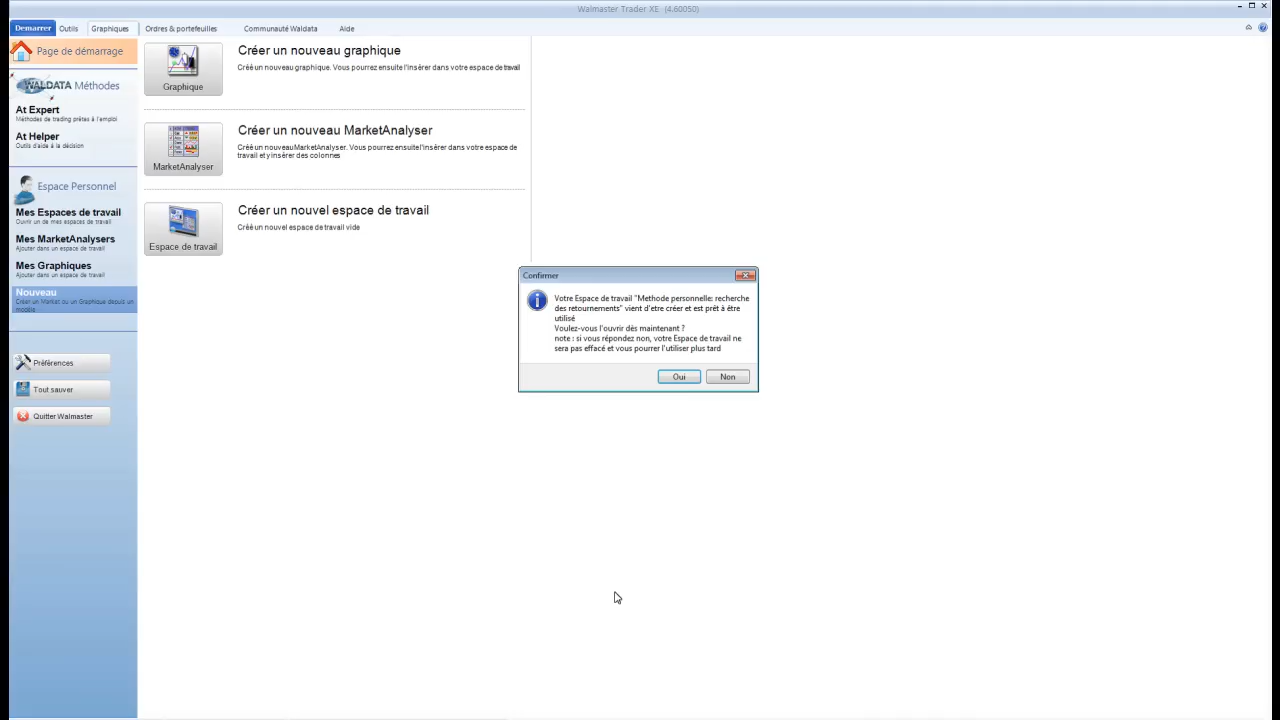 Walmaster Trader XE (4.60050)
Demarrer Outils Graphiques Ordres & portefeuilles Communauté Waldata Aide
Page de démarrage
WALDATA Méthodes
At Expert
Méthodes de trading prêtes à l'emploi
At Helper
Outils d'aide à la décision
Espace Personnel
Mes Espaces de travail
Ouvrir un de mes espaces de travail
Mes MarketAnalysers
Ajouter dans un espace de travail
Mes Graphiques
Ajouter dans un espace de travail
Nouveau
Créer un Market ou un Graphique depuis un
modèle
Préférences
Tout sauver
Quitter Walmaster
Graphique
Créer un nouveau graphique
Créé un nouveau graphique. Vous pourrez ensuite l'insérer dans votre espace de travail
MarketAnalyser
Créer un nouveau MarketAnalyser
Créé un nouveau MarketAnalyser. Vous pourrez ensuite l'insérer dans votre espace de
travail et y insérer des colonnes
Espace de travail
Créer un nouvel espace de travail
Créé un nouvel espace de travail vide
Confirmer
Votre Espace de travail "Methode personnelle: recherche
des retournements" vient d'etre créer et est prêt à être
utilisé
Voulez-vous l'ouvrir dès maintenant ?
note : si vous répondez non, votre Espace de travail ne
sera pas effacé et vous pourrer l'utiliser plus tard
Oui Non